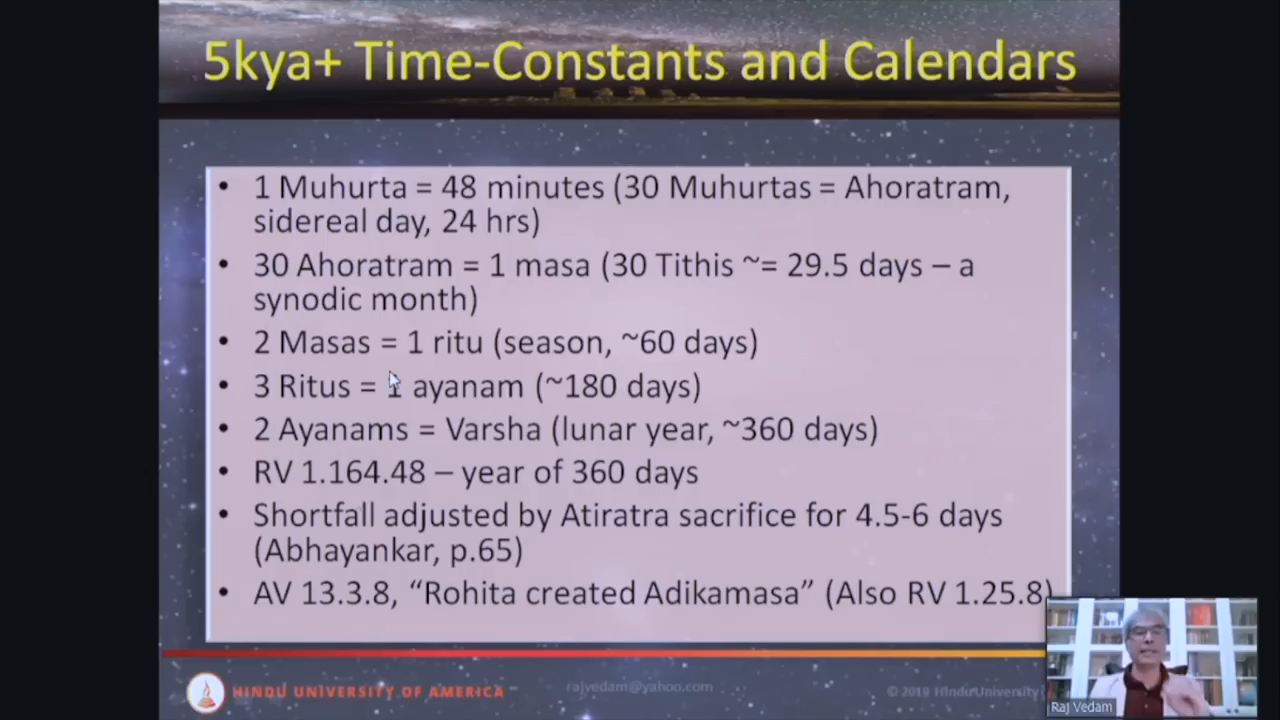 5kya+ Time-Constants and Calendars
• 1 Muhurta = 48 minutes (30 Muhurtas = Ahoratram,
sidereal day, 24 hrs)
• 30 Ahoratram = 1 masa (30 Tithis ~= 29.5 days – a
synodic month)
• 2 Masas = 1 ritu (season, ~60 days)
• 3 Ritus = 1 ayanam (~180 days)
• 2 Ayanams = Varsha (lunar year, ~360 days)
• RV 1.164.48 – year of 360 days
• Shortfall adjusted by Atiratra sacrifice for 4.5-6 days
(Abhayankar, p.65)
• AV 13.3.8, “Rohita created Adikamasa” (Also RV 1.25.8)
HINDU UNIVERSITY OF AMERICA
rajvedam@yahoo.com
© 2019 HinduUniversity
Raj Vedam